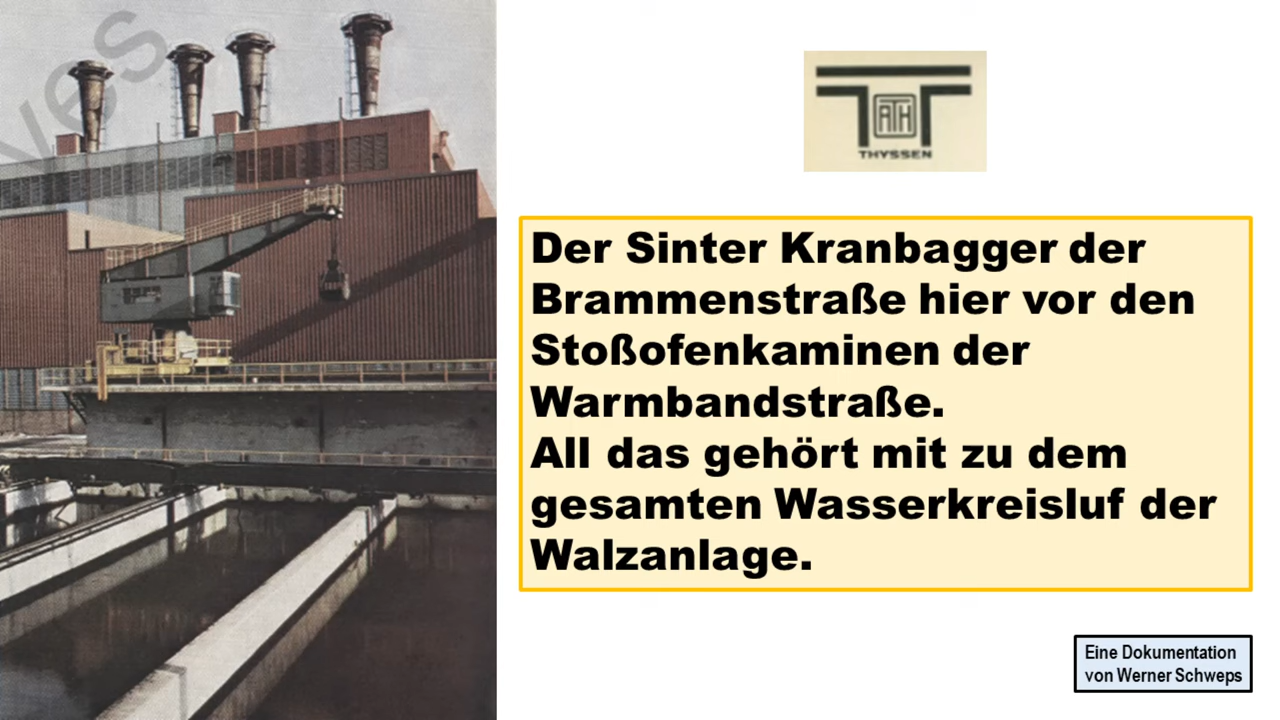 ves
ATH
THYSSEN
Der Sinter Kranbagger der
Brammenstraße hier vor den
Stoßofenkaminen der
Warmbandstraße.
All das gehört mit zu dem
gesamten Wasserkreisluf der
Walzanlage.
Eine Dokumentation
von Werner Schweps